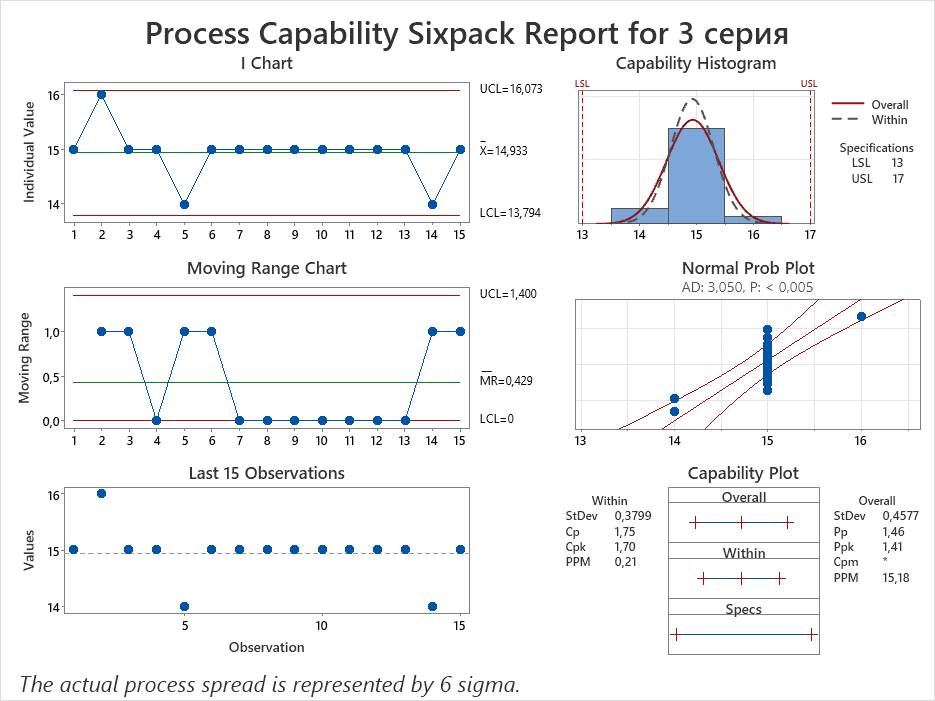 Process Capability Sixpack Report for 3 серия
I Chart
Individual Value
16
15
14
1 2 3 4 5 6 7 8 9 10 11 12 13 14 15
UCL=16,073
X=14,933
LCL=13,794
Capability Histogram
LSL USL
13 14 15 16 17
Overall
Within
Specifications
LSL 13
USL 17
Moving Range Chart
Moving Range
1,0
0,5
0,0
1 2 3 4 5 6 7 8 9 10 11 12 13 14 15
UCL=1,400
MR=0,429
LCL=0
Normal Prob Plot
AD: 3,050, P: < 0,005
13 14 15 16
Last 15 Observations
Values
16
15
14
5 10 15
Observation
Capability Plot
Within
StDev 0,3799
Cp 1,75
Cpk 1,70
PPM 0,21
Overall
Within
Specs
Overall
StDev 0,4577
Pp 1,46
Ppk 1,41
Cpm *
PPM 15,18
The actual process spread is represented by 6 sigma.